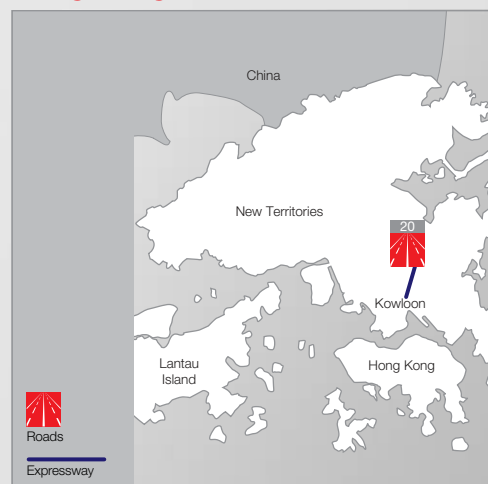 China
New Territories
20
Kowloon
Lantau
Island
Hong Kong
Roads
Expressway